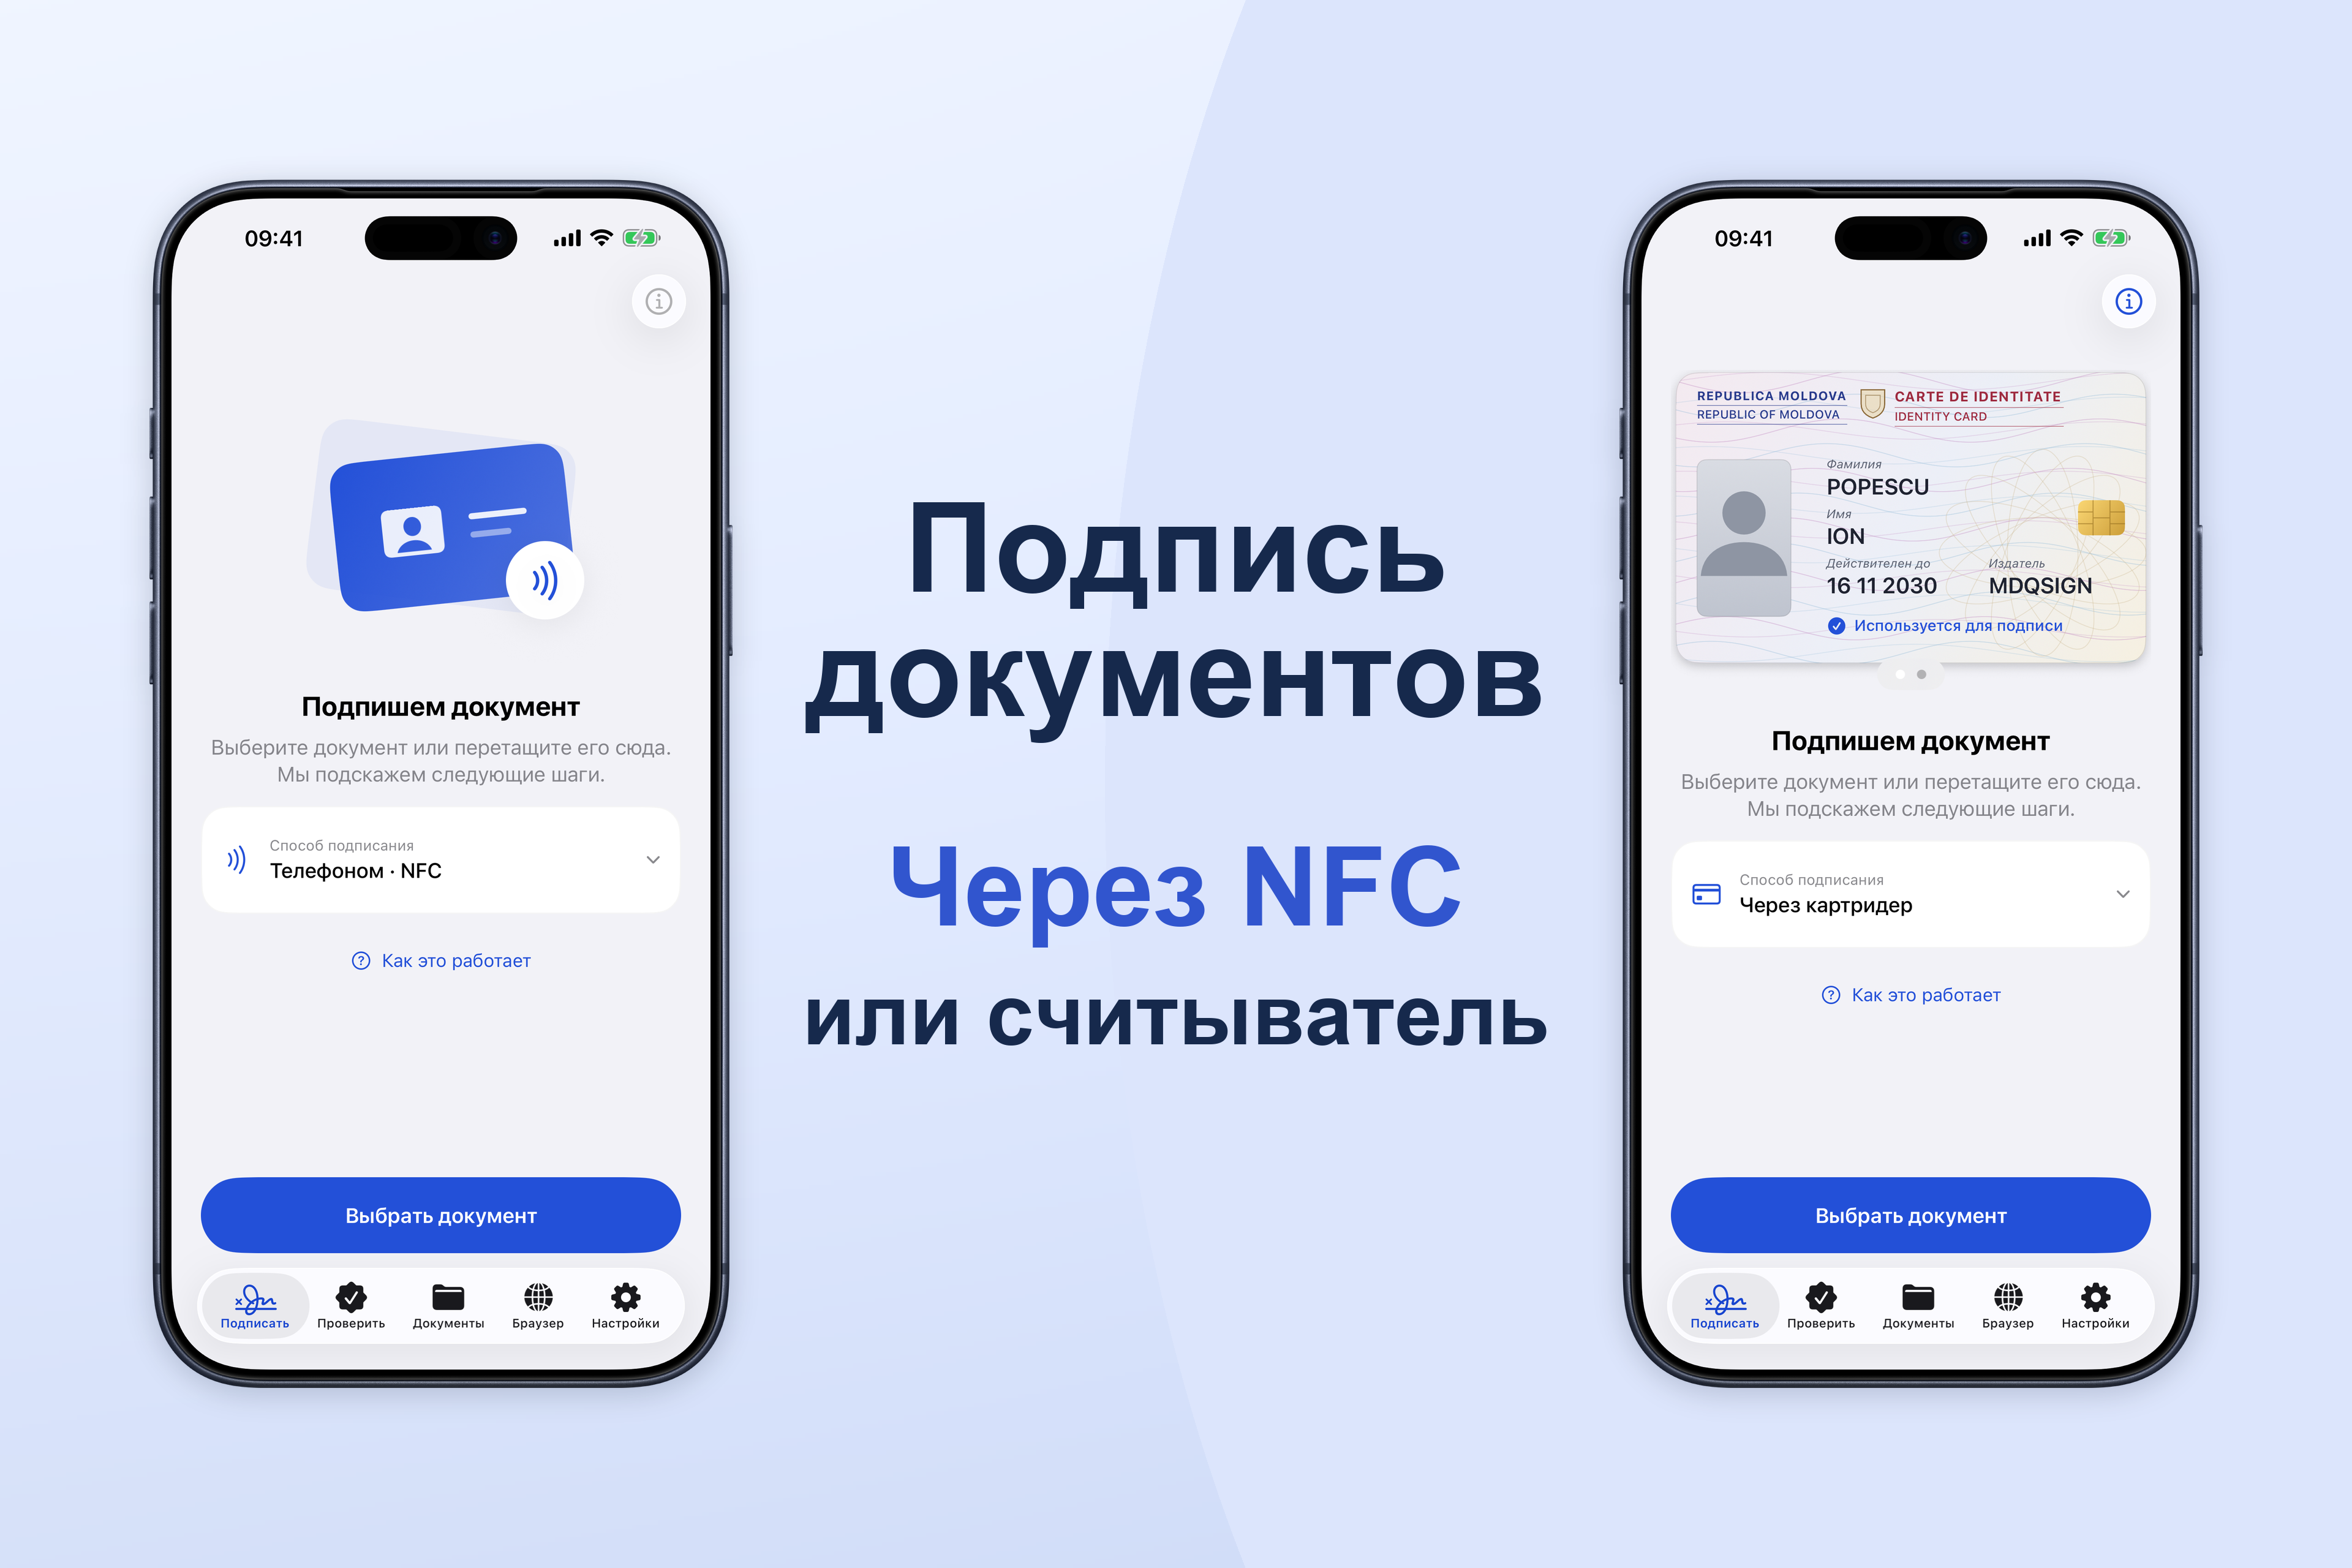 09:41
Подпишем документ
Выберите документ или перетащите его сюда.
Мы подскажем следующие шаги.
Способ подписания
Телефоном · NFC
Как это работает
Выбрать документ
Подписать
Проверить
Документы
Браузер
Настройки
Подпись
документов
Через NFC
или считыватель
09:41
REPUBLICA MOLDOVA
REPUBLIC OF MOLDOVA
CARTE DE IDENTITATE
IDENTITY CARD
Фамилия
POPESCU
Имя
ION
Действителен до
16 11 2030
Издатель
MDQSIGN
Используется для подписи
Подпишем документ
Выберите документ или перетащите его сюда.
Мы подскажем следующие шаги.
Способ подписания
Через картридер
Как это работает
Выбрать документ
Подписать
Проверить
Документы
Браузер
Настройки